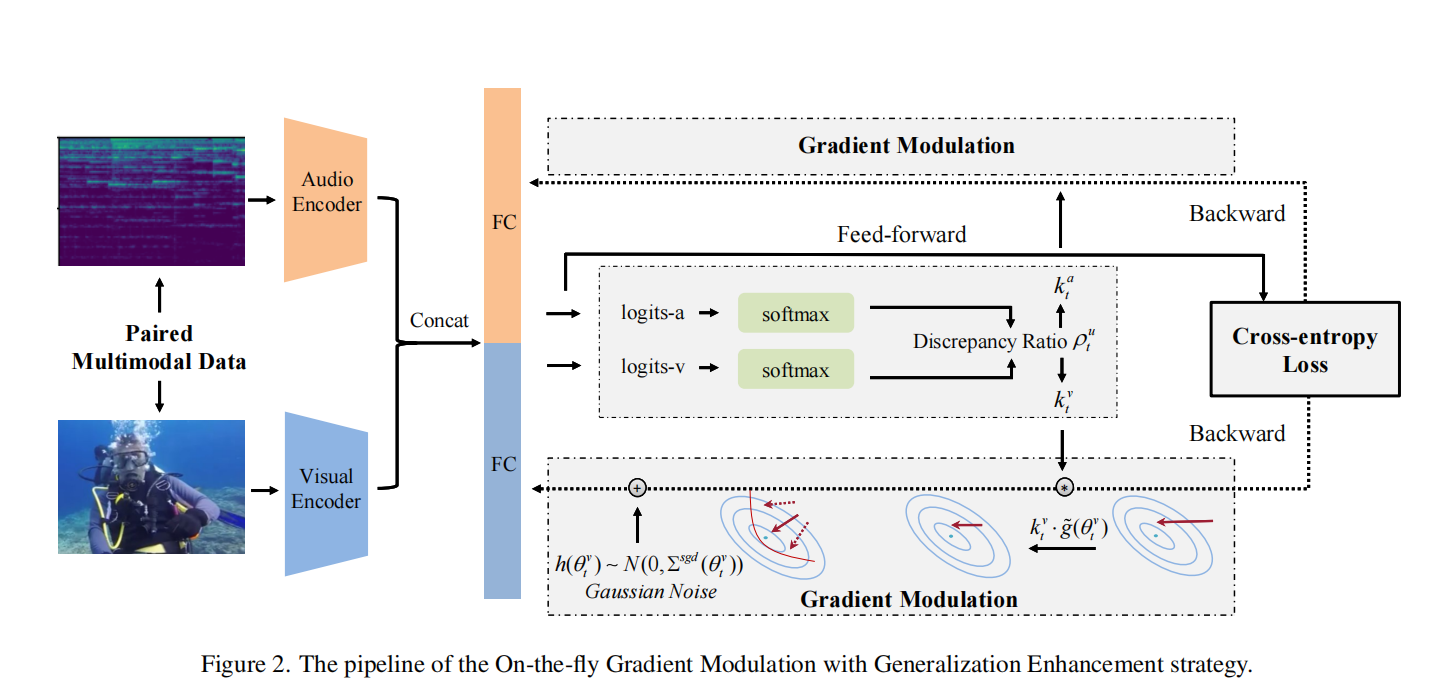 Paired
Multimodal Data
Audio
Encoder
Visual
Encoder
Concat
FC
FC
Gradient Modulation
Backward
Feed-forward
logits-a
softmax
logits-v
softmax
Discrepancy Ratio $\rho_t^u$
$k_t^a$
$k_t^v$
Cross-entropy
Loss
Backward
+
*
$k_t^v \cdot \tilde{g}(\theta_t^v)$
$h(\theta_t^v) \sim N(0, \Sigma^{sgd}(\theta_t^v))$
Gaussian Noise
Gradient Modulation
Figure 2. The pipeline of the On-the-fly Gradient Modulation with Generalization Enhancement strategy.